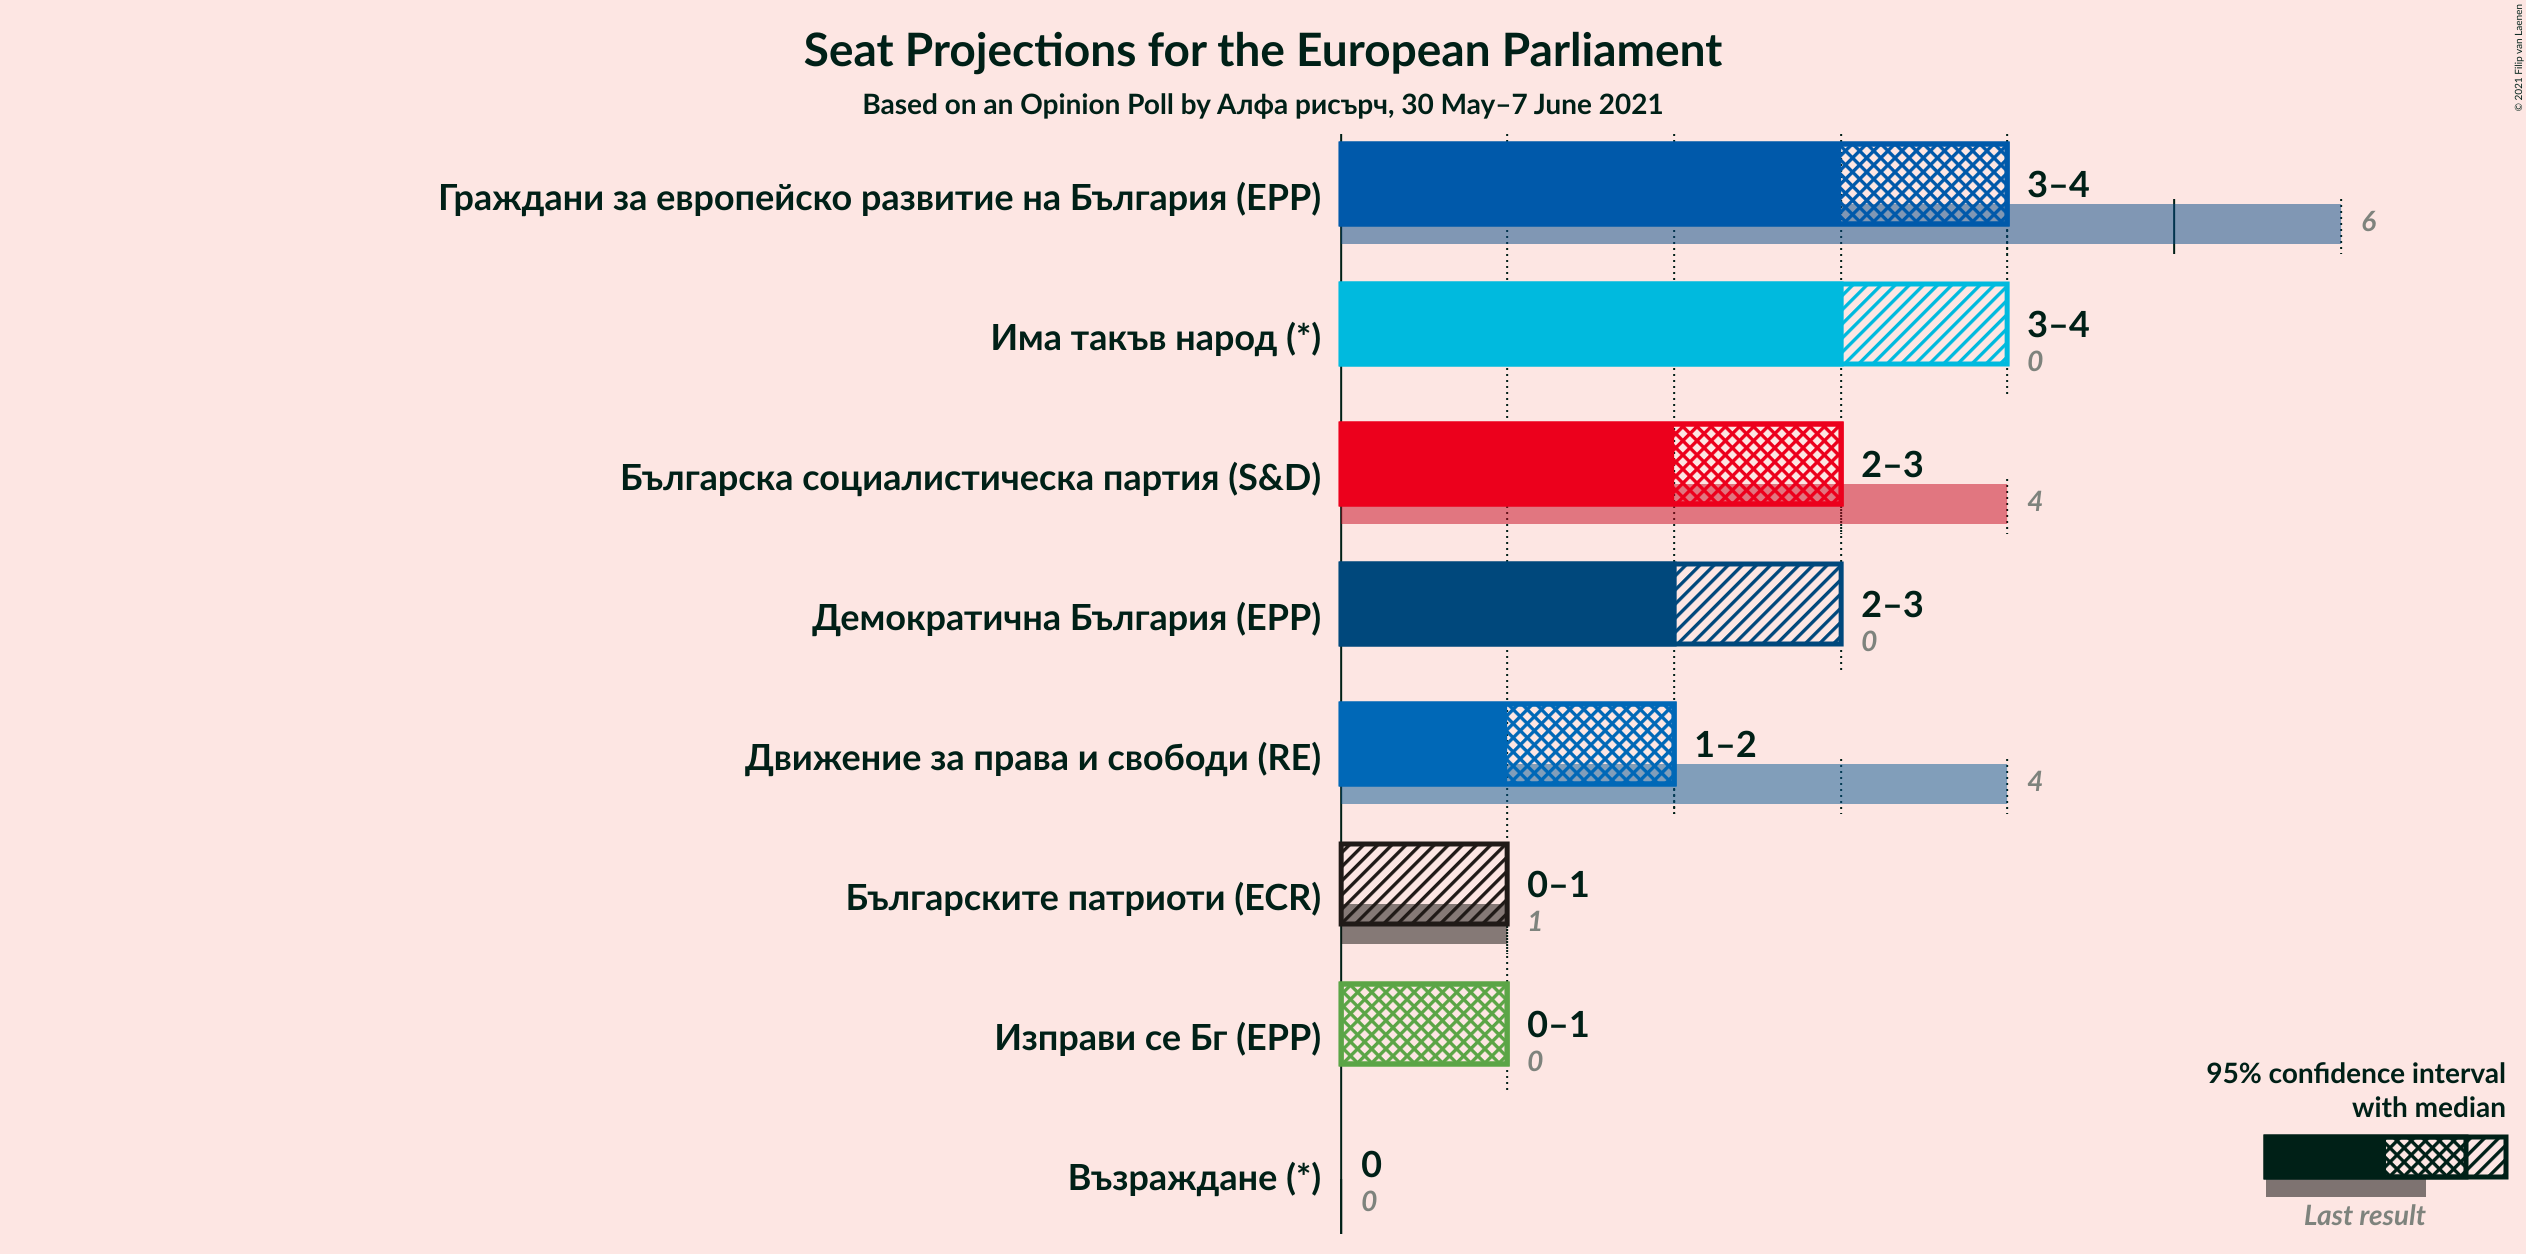 Seat Projections for the European Parliament
Based on an Opinion Poll by Алфа рисърч, 30 May–7 June 2021
© 2021 Filip van Laenen
Граждани за европейско развитие на България (EPP)
3–4
6
Има такъв народ (*)
3–4
0
Българска социалистическа партия (S&D)
2–3
4
Демократична България (EPP)
2–3
0
Движение за права и свободи (RE)
1–2
4
Българските патриоти (ECR)
0–1
1
Изправи се Бг (EPP)
0–1
0
Възраждане (*)
0
0
95% confidence interval
with median
Last result